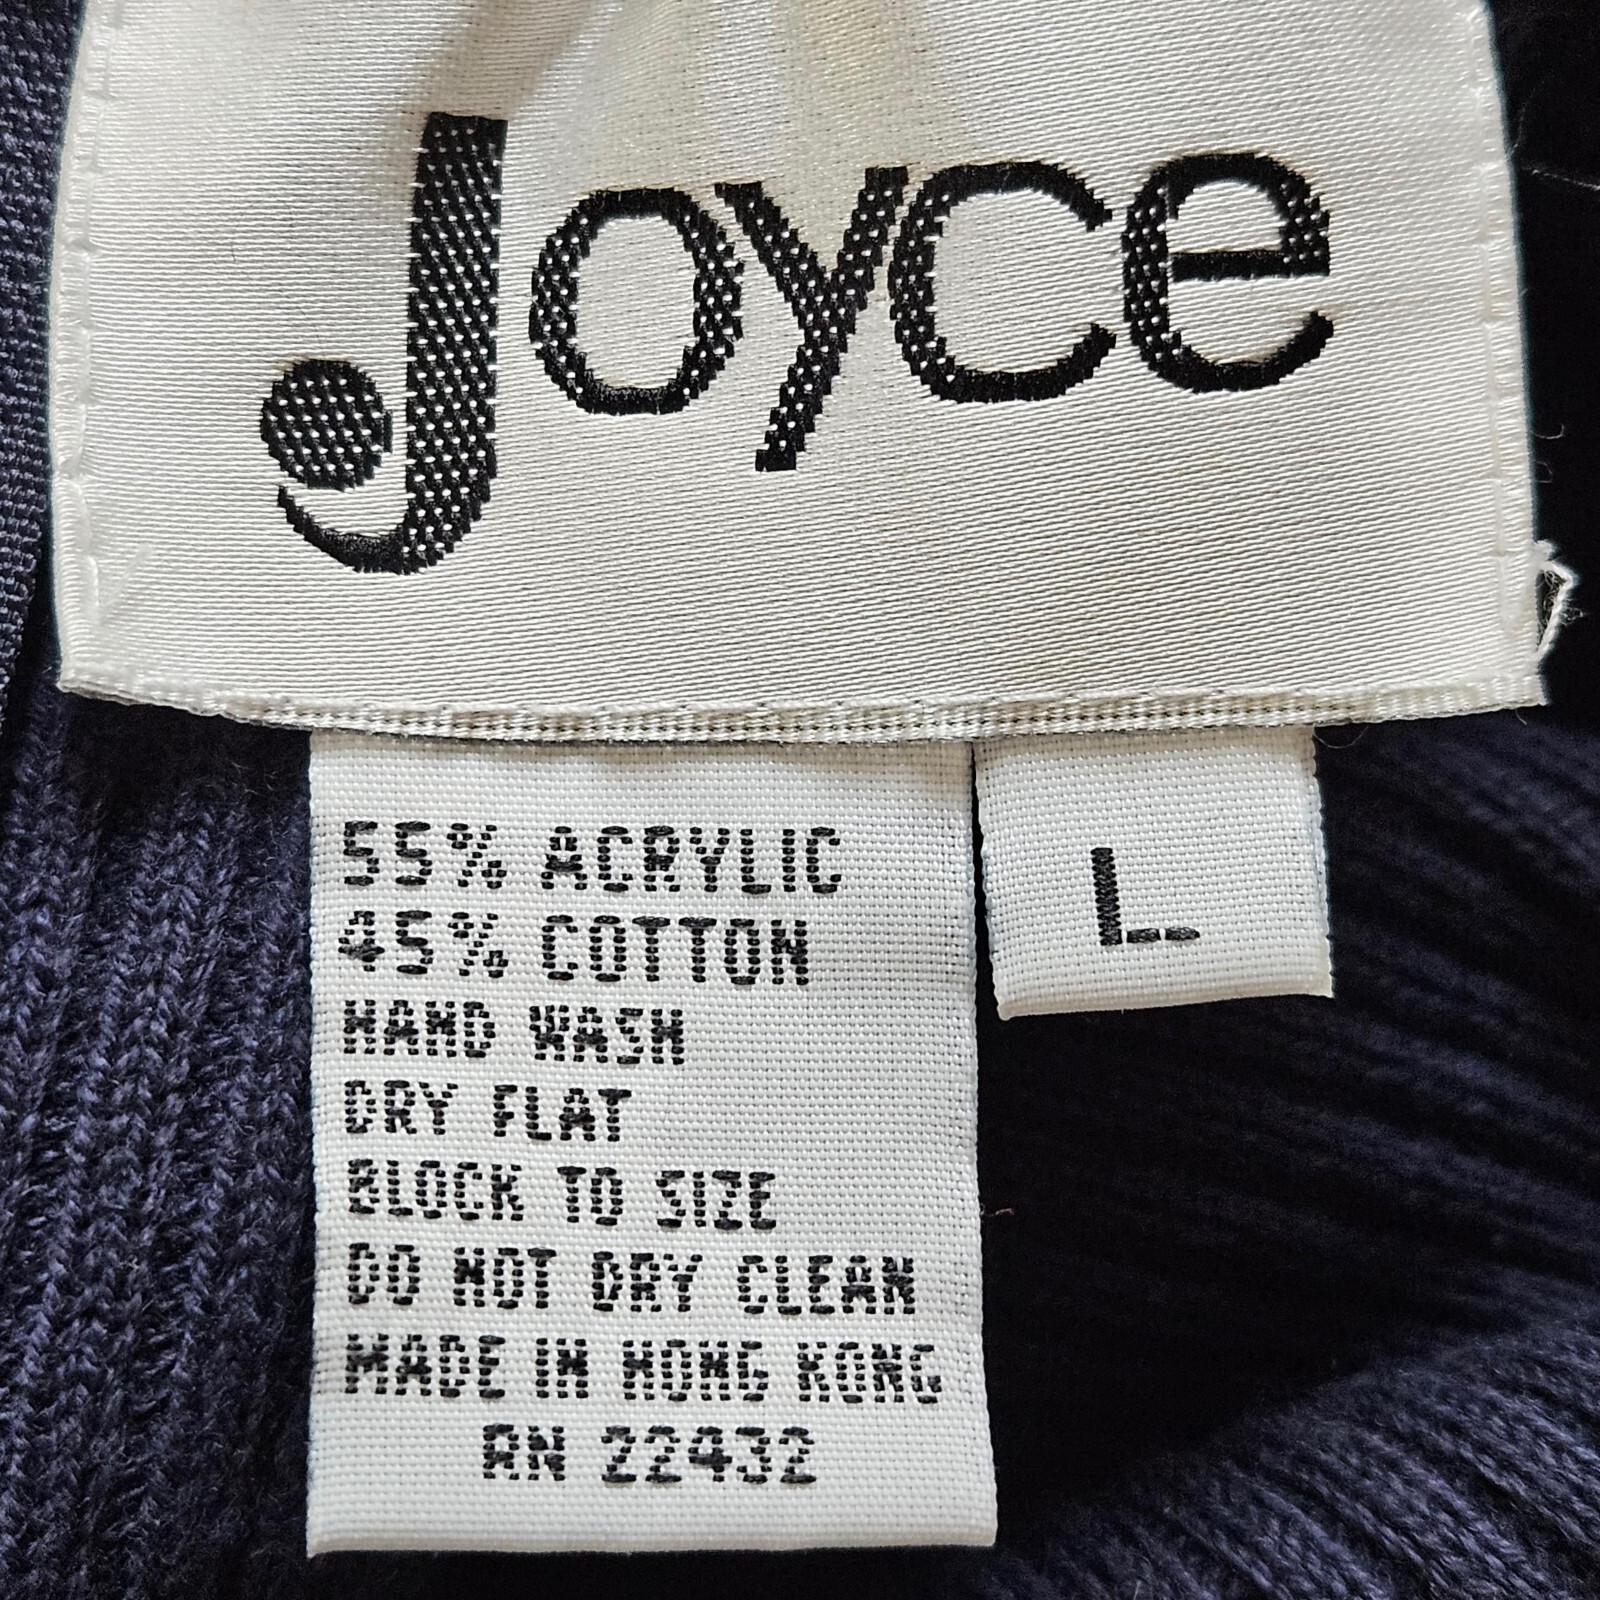 Joyce
55% ACRYLIC
45% COTTON
HAND WASH
DRY FLAT
BLOCK TO SIZE
DO NOT DRY CLEAN
MADE IN HONG KONG
RN 22432
L